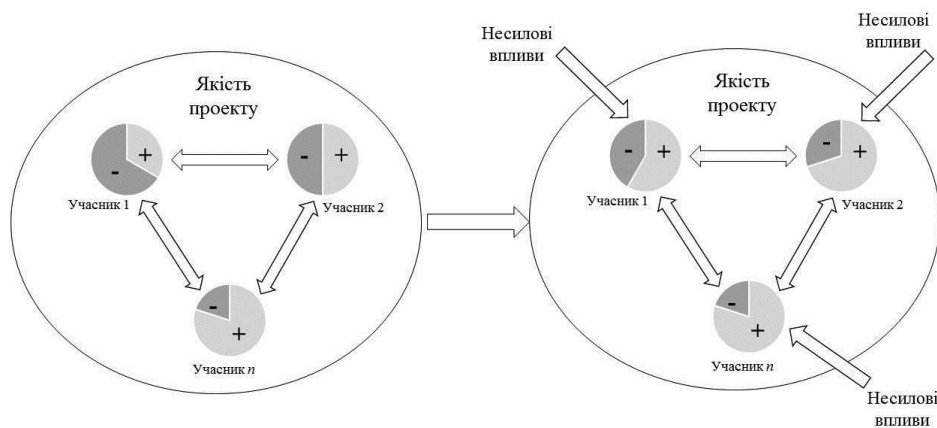 Якість
проекту
-
+
-
+
Учасник 1
Учасник 2
-
+
Учасник n
Несилові
впливи
Несилові
впливи
Якість
проекту
-
+
-
+
Учасник 1
Учасник 2
-
+
Учасник n
Несилові
впливи